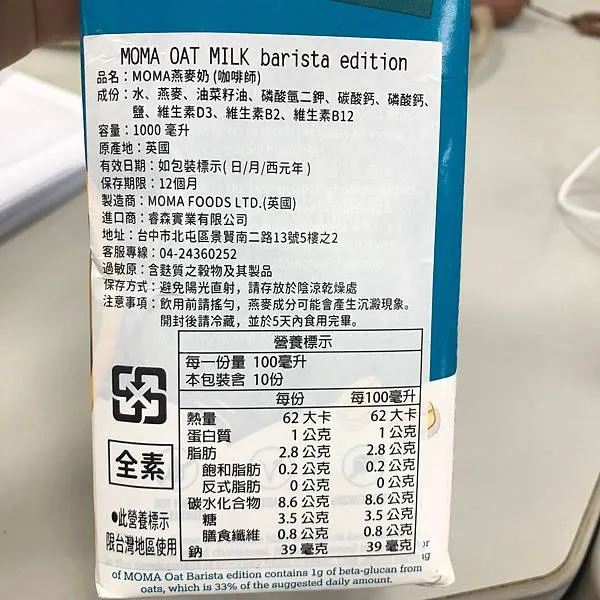 MOMA OAT MILK barista edition
品名：MOMA燕麥奶(咖啡師)
成份：水、燕麥、油菜籽油、磷酸氫二鉀、碳酸鈣、磷酸鈣、
鹽、維生素D3、維生素B2、維生素B12
容量：1000 毫升
原產地：英國
有效日期：如包裝標示(日/月/西元年)
保存期限：12個月
製造商：MOMA FOODS LTD.(英國)
進口商：睿森實業有限公司
地址：台中市北屯區景賢南二路13號5樓之2
客服專線：04-24360252
過敏原：含麩質之穀物及其製品
保存方式：避免陽光直射，請存放於陰涼乾燥處
注意事項：飲用前請搖勻，燕麥成分可能會產生沉澱現象。
開封後請冷藏，並於5天內食用完畢。
營養標示
每一份量 100毫升
本包裝含 10份
每份 每100毫升
熱量 62 大卡 62 大卡
蛋白質 1 公克 1 公克
脂肪 2.8 公克 2.8 公克
飽和脂肪 0.2 公克 0.2 公克
反式脂肪 0 公克 0 公克
碳水化合物 8.6 公克 8.6 公克
糖 3.5 公克 3.5 公克
膳食纖維 0.8 公克 0.8 公克
鈉 39 毫克 39 毫克
全素
●此營養標示
限台灣地區使用
of MOMA Oat Barista edition contains 1g of beta-glucan from
oats, which is 33% of the suggested daily amount.